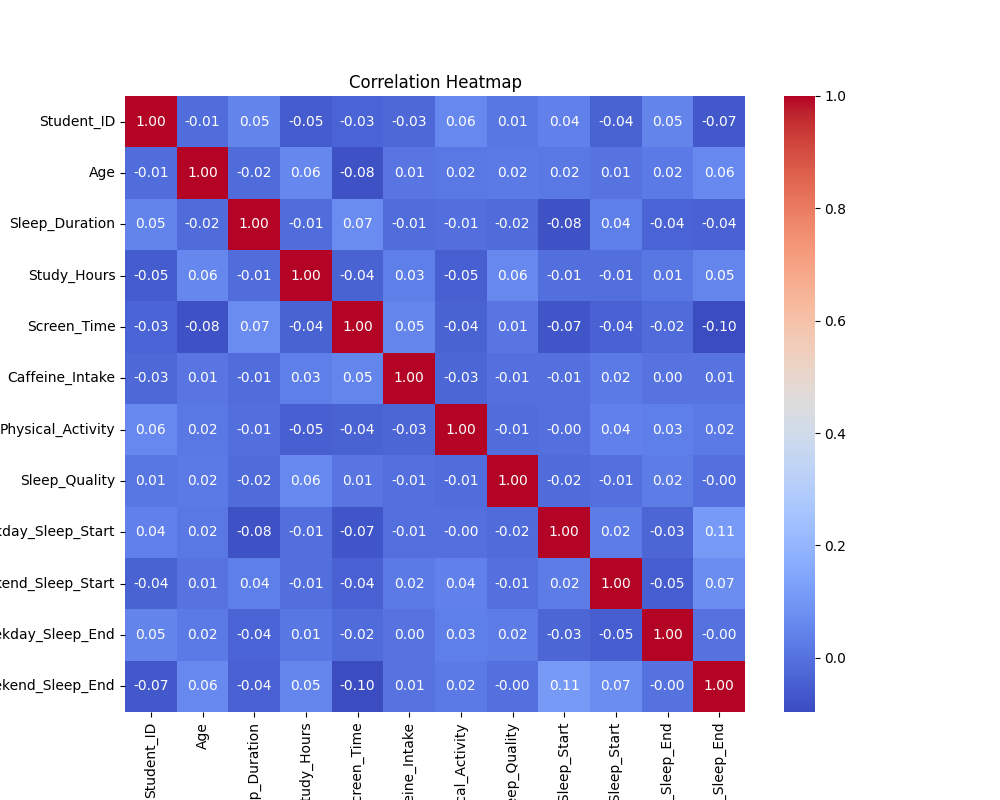 Correlation Heatmap
Student_ID 1.00 -0.01 0.05 -0.05 -0.03 -0.03 0.06 0.01 0.04 -0.04 0.05 -0.07
Age -0.01 1.00 -0.02 0.06 -0.08 0.01 0.02 0.02 0.02 0.01 0.02 0.06
Sleep_Duration 0.05 -0.02 1.00 -0.01 0.07 -0.01 -0.01 -0.02 -0.08 0.04 -0.04 -0.04
Study_Hours -0.05 0.06 -0.01 1.00 -0.04 0.03 -0.05 0.06 -0.01 -0.01 0.01 0.05
Screen_Time -0.03 -0.08 0.07 -0.04 1.00 0.05 -0.04 0.01 -0.07 -0.04 -0.02 -0.10
Caffeine_Intake -0.03 0.01 -0.01 0.03 0.05 1.00 -0.03 -0.01 -0.01 0.02 0.00 0.01
Physical_Activity 0.06 0.02 -0.01 -0.05 -0.04 -0.03 1.00 -0.01 -0.00 0.04 0.03 0.02
Sleep_Quality 0.01 0.02 -0.02 0.06 0.01 -0.01 -0.01 1.00 -0.02 -0.01 0.02 -0.00
kday_Sleep_Start 0.04 0.02 -0.08 -0.01 -0.07 -0.01 -0.00 -0.02 1.00 0.02 -0.03 0.11
kend_Sleep_Start -0.04 0.01 0.04 -0.01 -0.04 0.02 0.04 -0.01 0.02 1.00 -0.05 0.07
ekday_Sleep_End 0.05 0.02 -0.04 0.01 -0.02 0.00 0.03 0.02 -0.03 -0.05 1.00 -0.00
ekend_Sleep_End -0.07 0.06 -0.04 0.05 -0.10 0.01 0.02 -0.00 0.11 0.07 -0.00 1.00
Student_ID
Age
p_Duration
tudy_Hours
creen_Time
eine_Intake
cal_Activity
eep_Quality
Sleep_Start
Sleep_Start
_Sleep_End
_Sleep_End
1.0
0.8
0.6
0.4
0.2
0.0